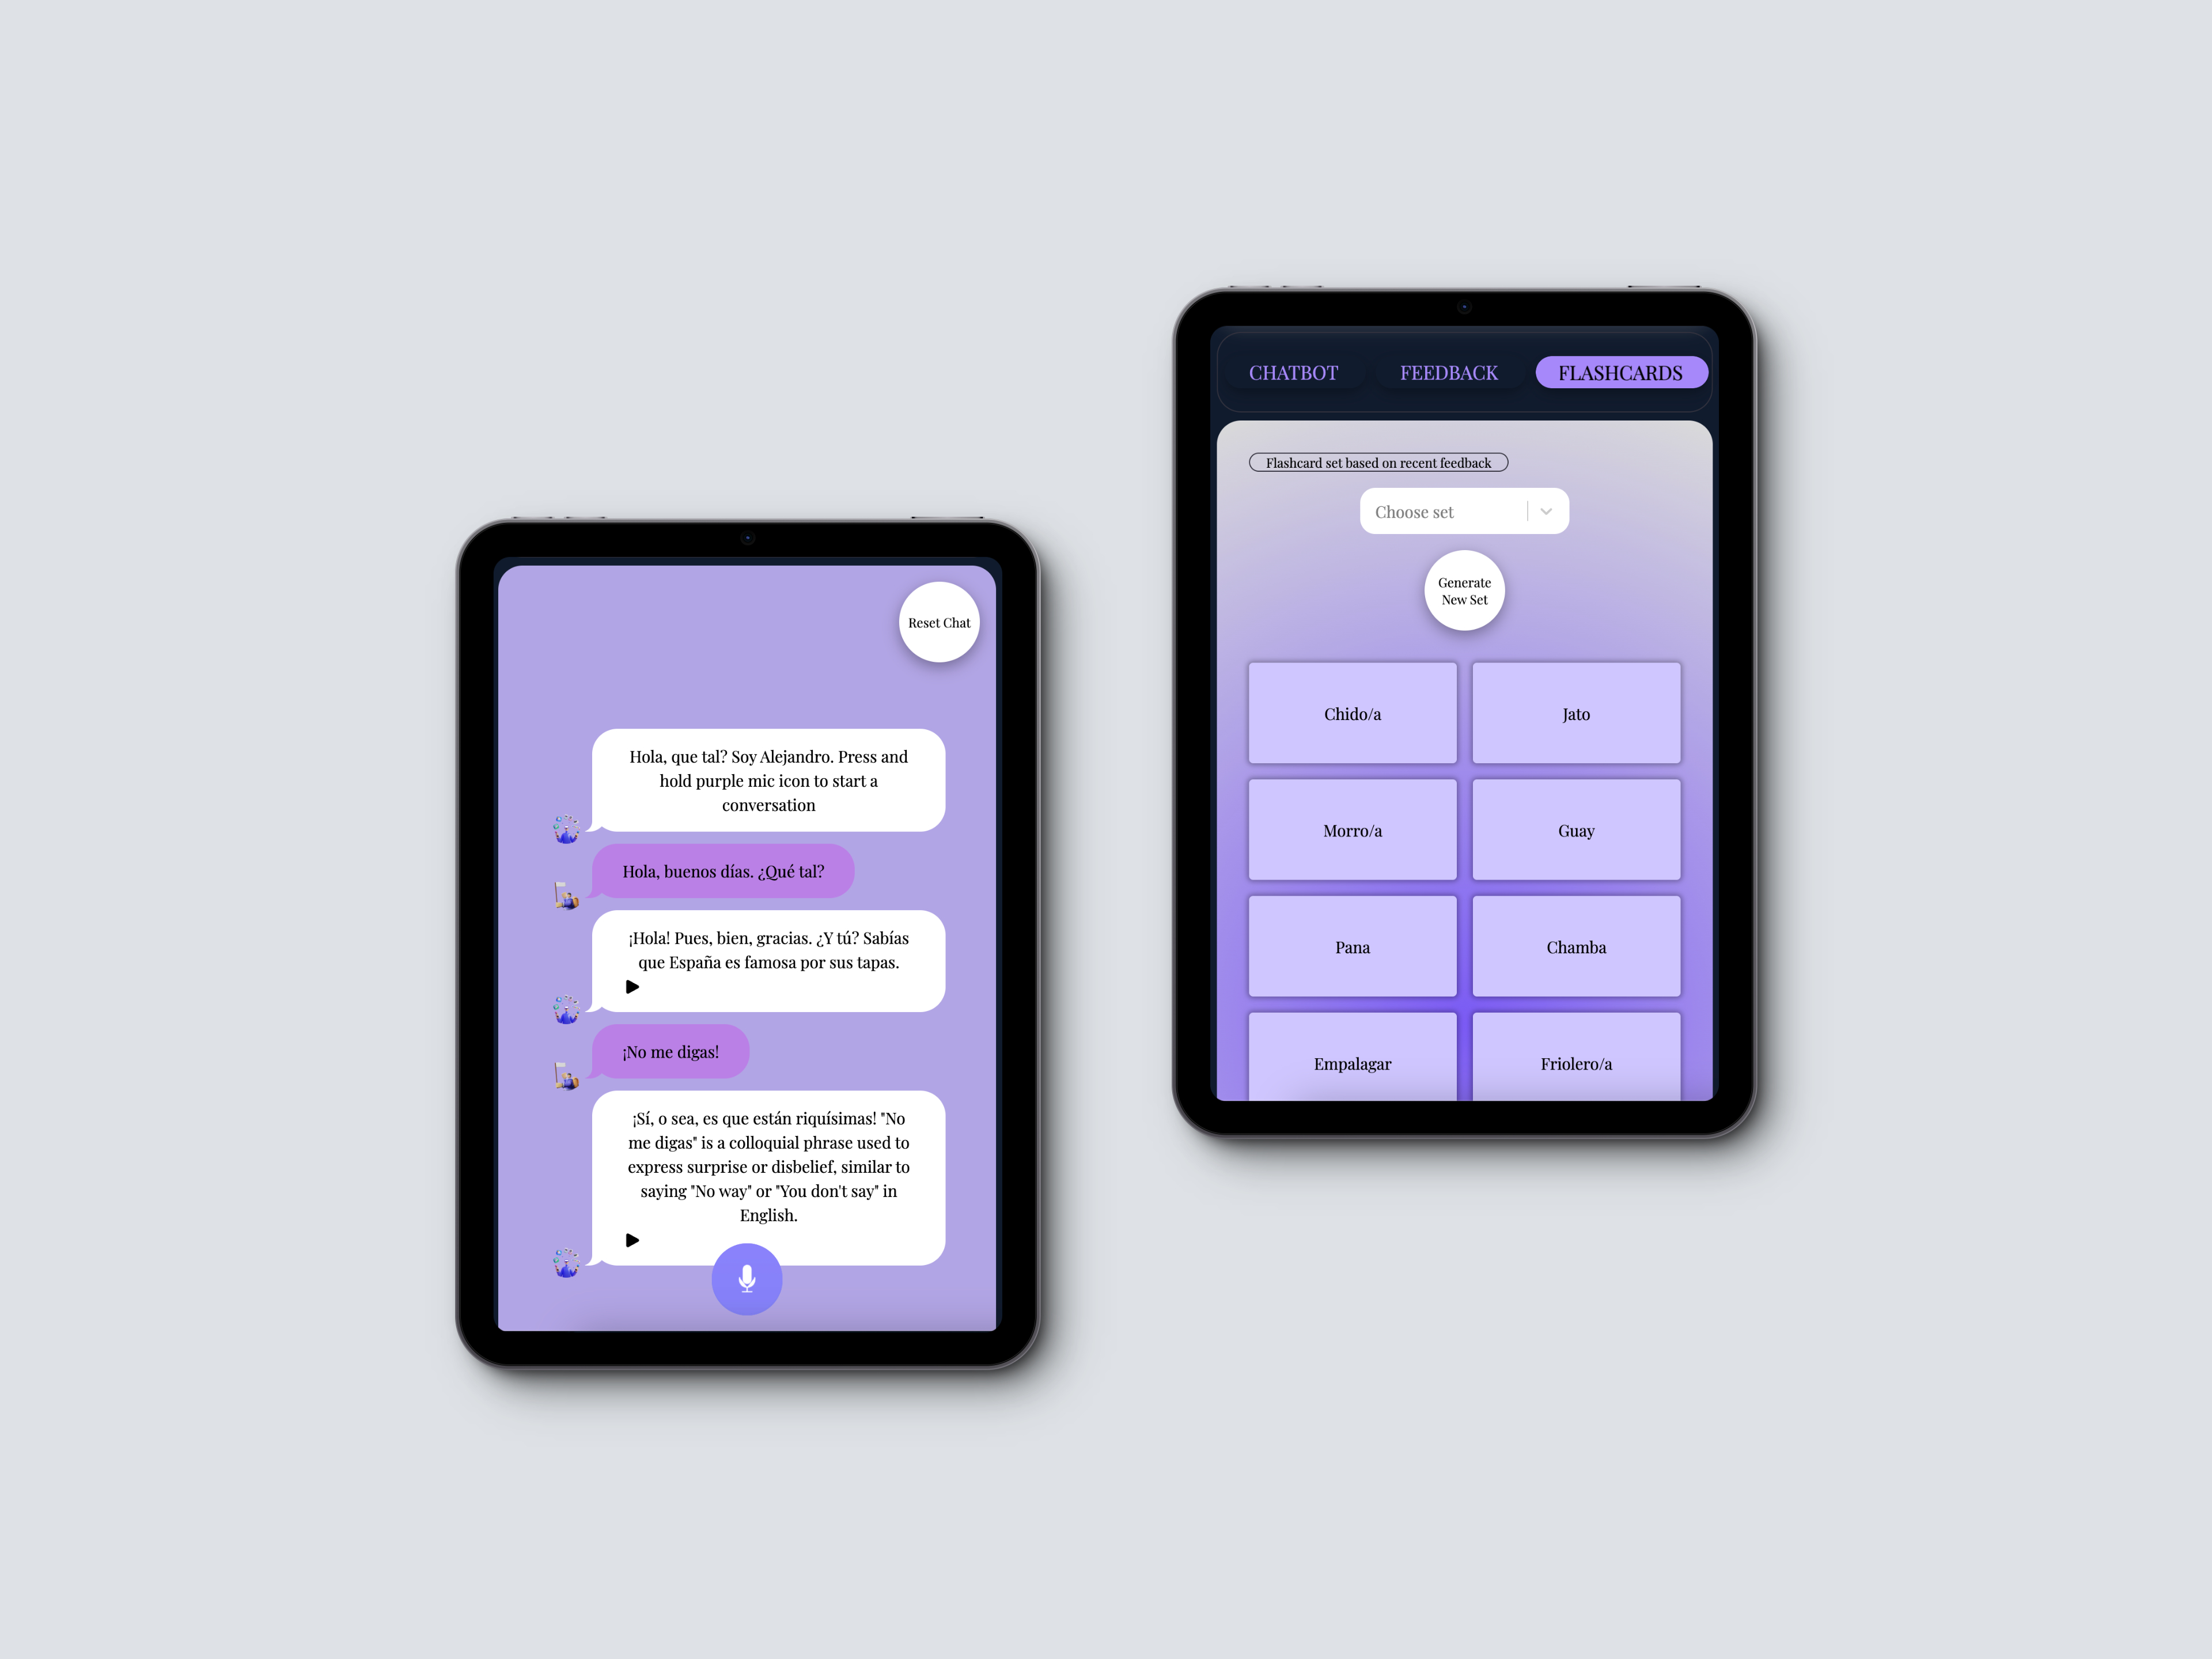 Reset Chat
Hola, que tal? Soy Alejandro. Press and
hold purple mic icon to start a
conversation
Hola, buenos días. ¿Qué tal?
¡Hola! Pues, bien, gracias. ¿Y tú? Sabías
que España es famosa por sus tapas.
¡No me digas!
¡Sí, o sea, es que están riquísimas! "No
me digas" is a colloquial phrase used to
express surprise or disbelief, similar to
saying "No way" or "You don't say" in
English.
CHATBOT FEEDBACK FLASHCARDS
Flashcard set based on recent feedback
Choose set
Generate
New Set
Chido/a Jato
Morro/a Guay
Pana Chamba
Empalagar Friolero/a